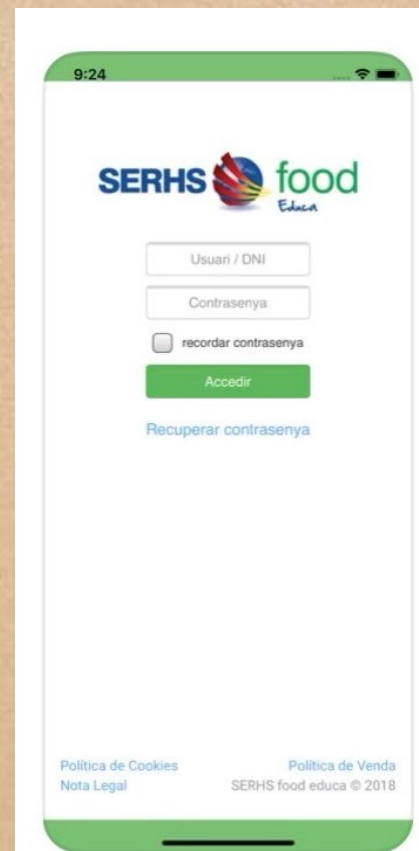 9:24
SERHS food
Educa
Usuari / DNI
Contrasenya
recordar contrasenya
Accedir
Recuperar contrasenya
Política de Cookies
Política de Venda
Nota Legal
SERHS food educa © 2018